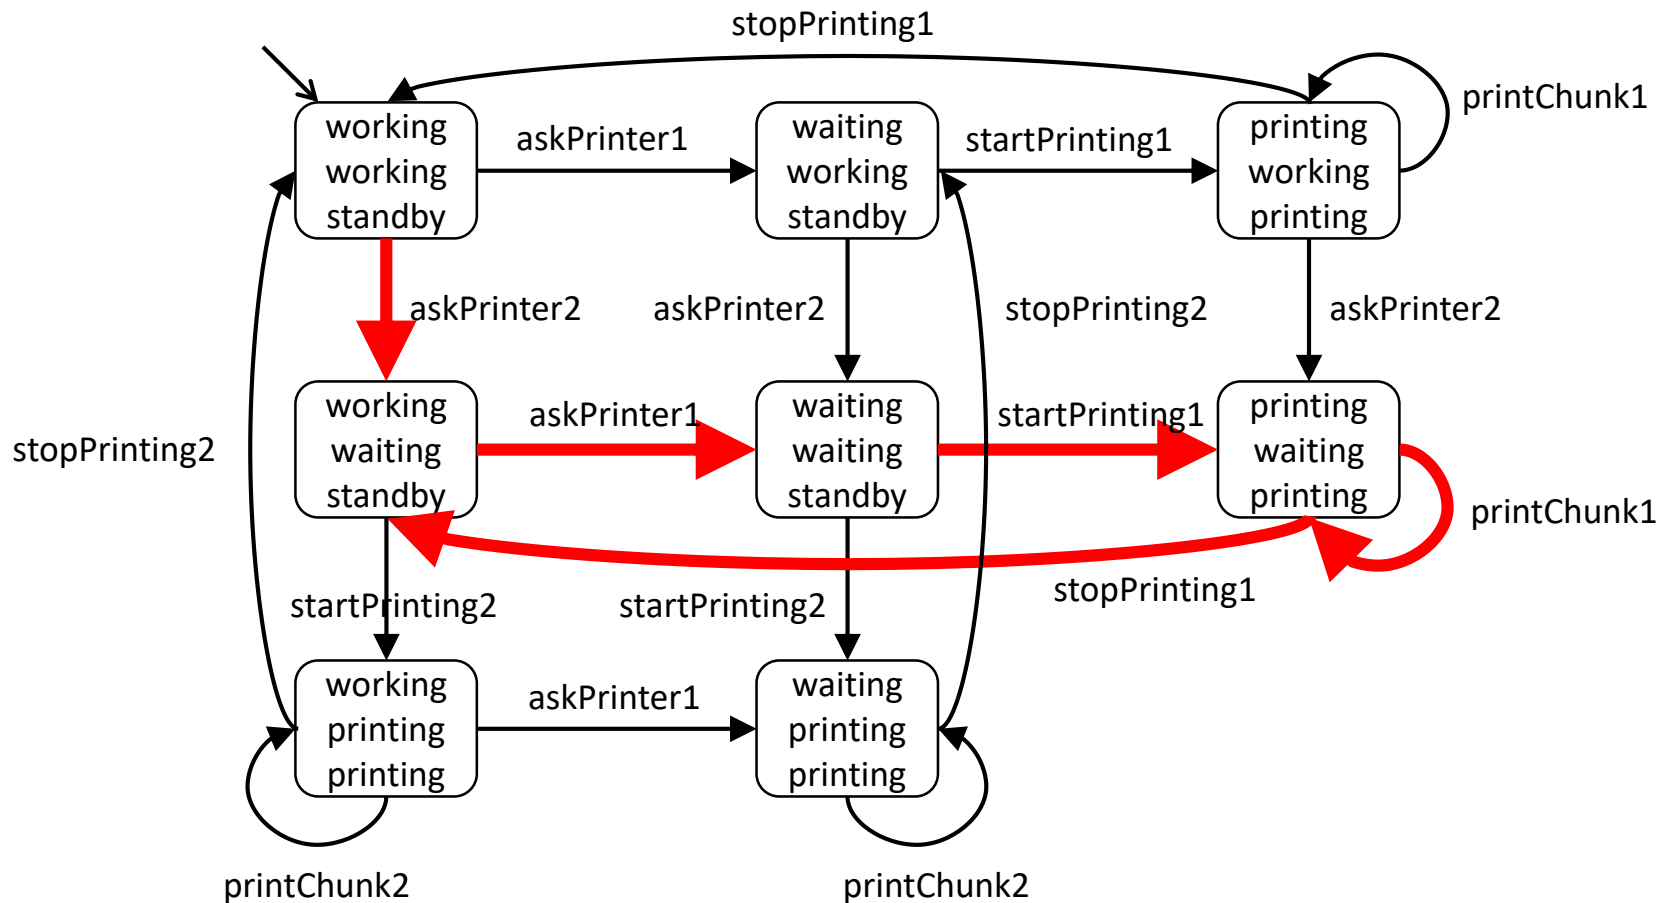 stopPrinting1
printChunk1
working
working
standby
askPrinter1
waiting
working
standby
startPrinting1
printing
working
printing
askPrinter2
askPrinter2
stopPrinting2
askPrinter2
stopPrinting2
working
waiting
standby
askPrinter1
waiting
waiting
standby
startPrinting1
printing
waiting
printing
printChunk1
stopPrinting1
startPrinting2
startPrinting2
working
printing
printing
askPrinter1
waiting
printing
printing
printChunk2
printChunk2